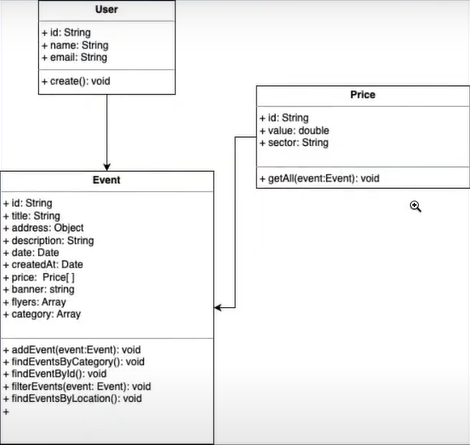 User
+ id: String
+ name: String
+ email: String
+ create(): void
Price
+ id: String
+ value: double
+ sector: String
+ getAll(event:Event): void
Event
+ id: String
+ title: String
+ address: Object
+ description: String
+ date: Date
+ createdAt: Date
+ price:  Price[ ]
+ banner: string
+ flyers: Array
+ category: Array
+ addEvent(event:Event): void
+ findEventsByCategory(): void
+ findEventById(): void
+ filterEvents(event: Event): void
+ findEventsByLocation(): void
+